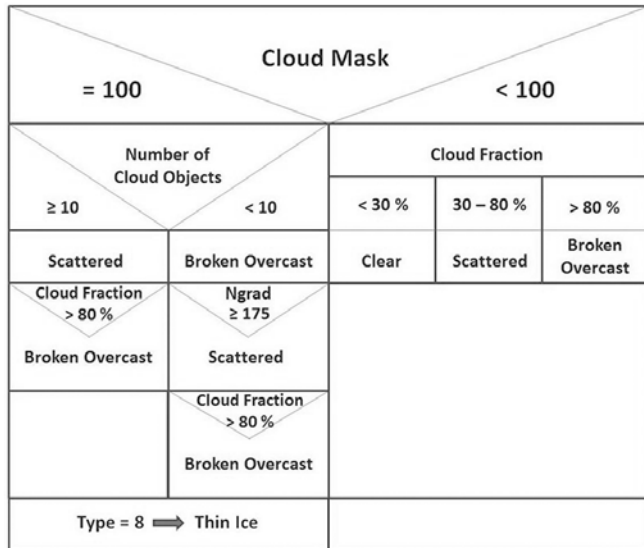 Cloud Mask
= 100
< 100
Number of
Cloud Objects
≥ 10
< 10
Cloud Fraction
< 30 %
30 – 80 %
> 80 %
Scattered
Broken Overcast
Clear
Scattered
Broken
Overcast
Cloud Fraction
> 80 %
Broken Overcast
Ngrad
≥ 175
Scattered
Cloud Fraction
> 80 %
Broken Overcast
Type = 8 ⇒ Thin Ice